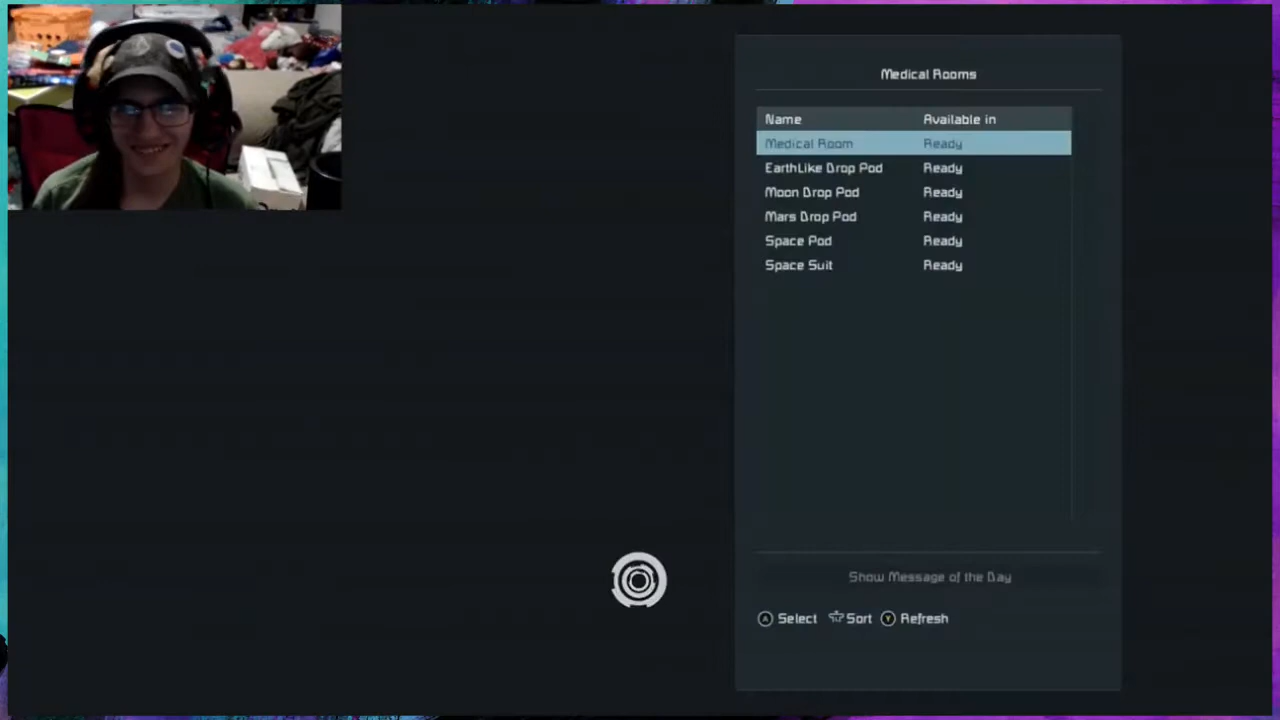 Medical Rooms
Name Available in
Medical Room Ready
EarthLike Drop Pod Ready
Moon Drop Pod Ready
Mars Drop Pod Ready
Space Pod Ready
Space Suit Ready
Show Message of the Day
A Select Sort Y Refresh